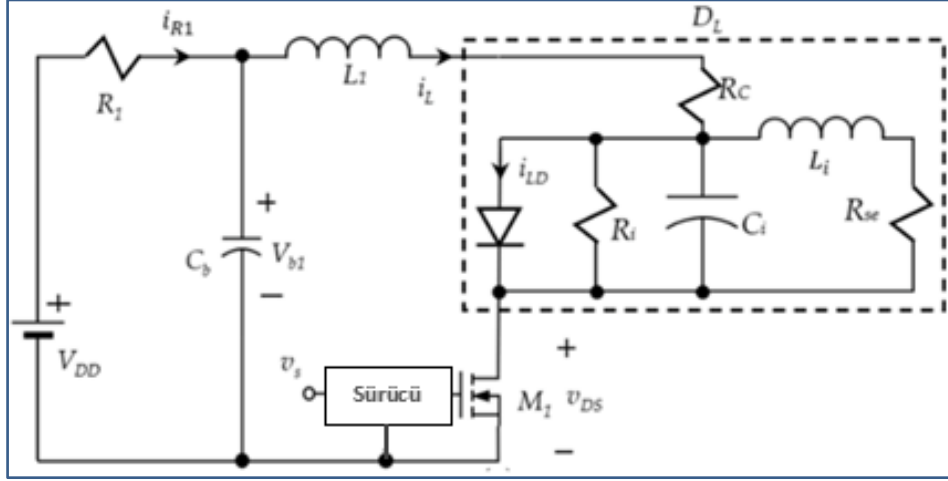 i_R1
D_L
R_1
L_1
i_L
R_C
i_LD
L_i
+
R_i
C_i
R_se
C_b
V_b1
−
+
V_DD
v_s
Sürücü
M_1
+
v_DS
−